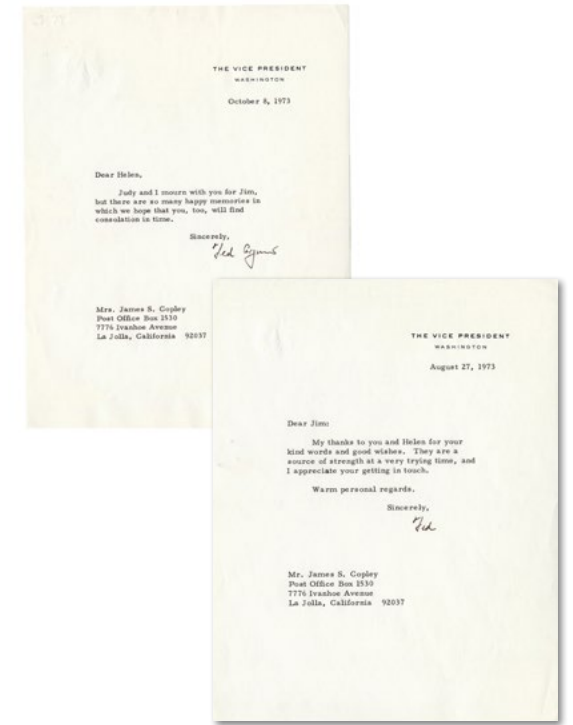 THE VICE PRESIDENT
WASHINGTON
October 8, 1973
Dear Helen,
Judy and I mourn with you for Jim,
but there are so many happy memories in
which we hope that you, too, will find
consolation in time.
Sincerely,
Ted Agnew
Mrs. James S. Copley
Post Office Box 1530
7776 Ivanhoe Avenue
La Jolla, California 92037
THE VICE PRESIDENT
WASHINGTON
August 27, 1973
Dear Jim:
My thanks to you and Helen for your
kind words and good wishes. They are a
source of strength at a very trying time, and
I appreciate your getting in touch.
Warm personal regards.
Sincerely,
Ted
Mr. James S. Copley
Post Office Box 1530
7776 Ivanhoe Avenue
La Jolla, California 92037